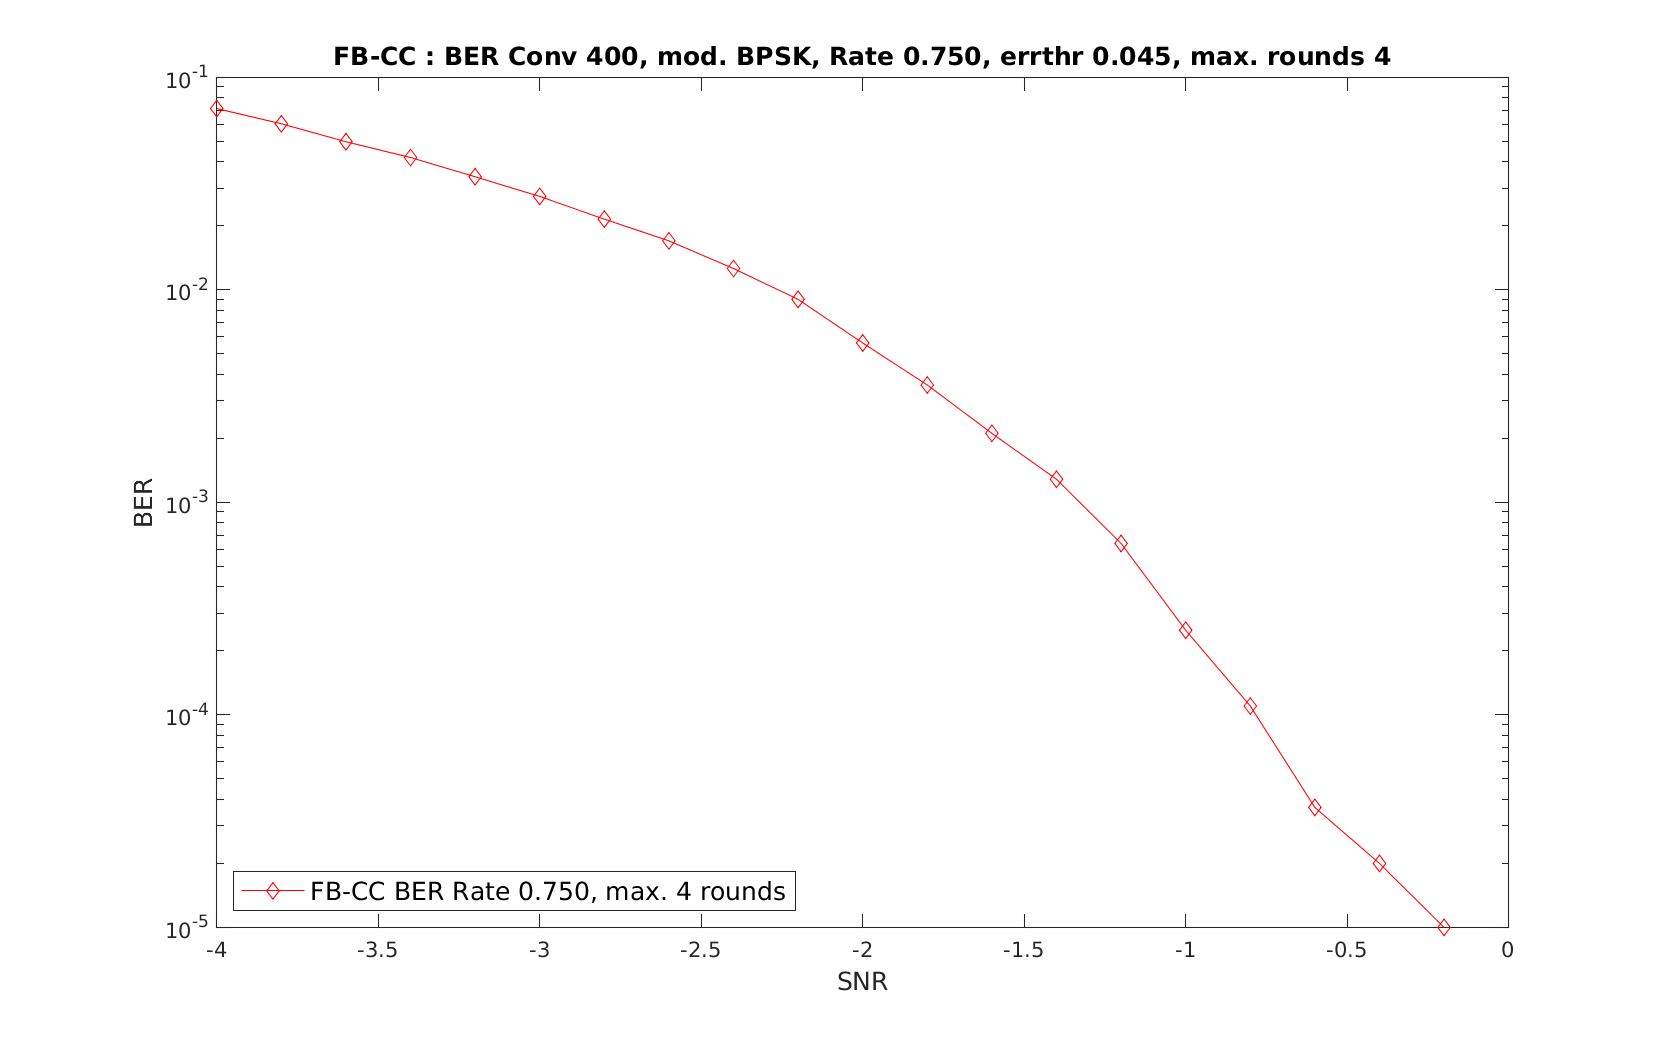 FB-CC : BER Conv 400, mod. BPSK, Rate 0.750, errthr 0.045, max. rounds 4
10^-1
10^-2
10^-3
10^-4
10^-5
BER
FB-CC BER Rate 0.750, max. 4 rounds
-4 -3.5 -3 -2.5 -2 -1.5 -1 -0.5 0
SNR